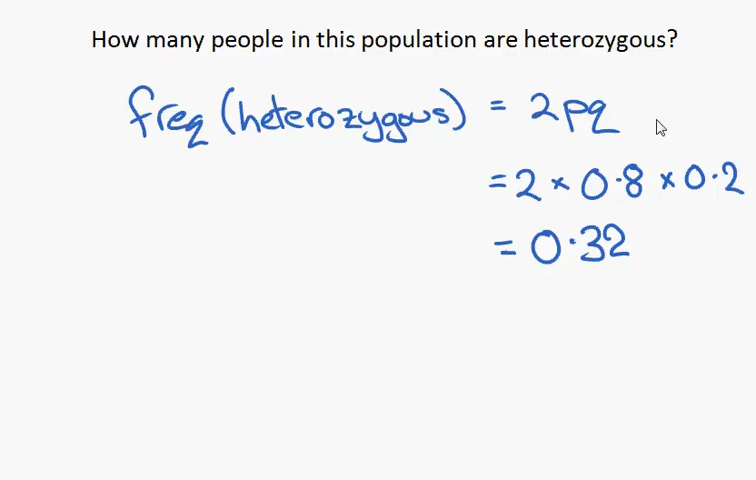 How many people in this population are heterozygous?
freq (heterozygous) = 2pq
= 2 × 0.8 × 0.2
= 0.32